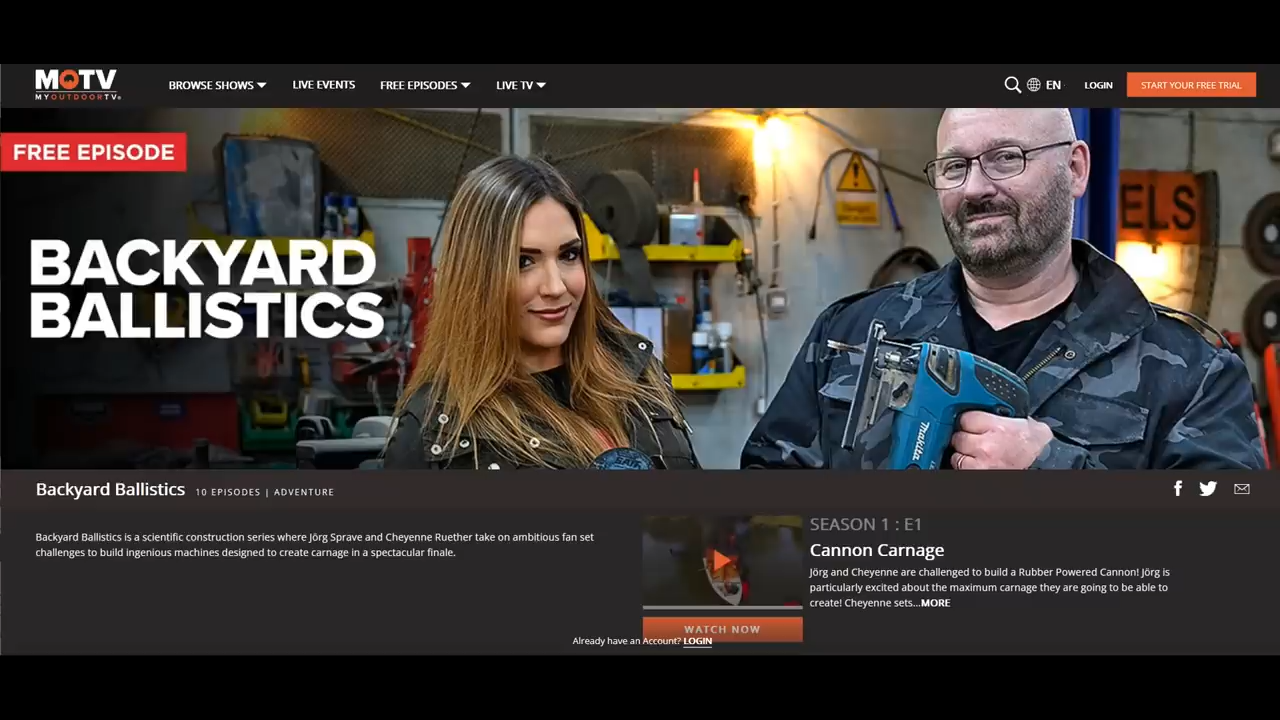 MOTV
MYOUTDOORTV
BROWSE SHOWS
LIVE EVENTS
FREE EPISODES
LIVE TV
EN
LOGIN
START YOUR FREE TRIAL
FREE EPISODE
BACKYARD
BALLISTICS
ELS
makita
Backyard Ballistics
10 EPISODES | ADVENTURE
Backyard Ballistics is a scientific construction series where Jörg Sprave and Cheyenne Ruether take on ambitious fan set
challenges to build ingenious machines designed to create carnage in a spectacular finale.
SEASON 1 : E1
Cannon Carnage
Jörg and Cheyenne are challenged to build a Rubber Powered Cannon! Jörg is
particularly excited about the maximum carnage they are going to be able to
create! Cheyenne sets...MORE
WATCH NOW
Already have an Account? LOGIN